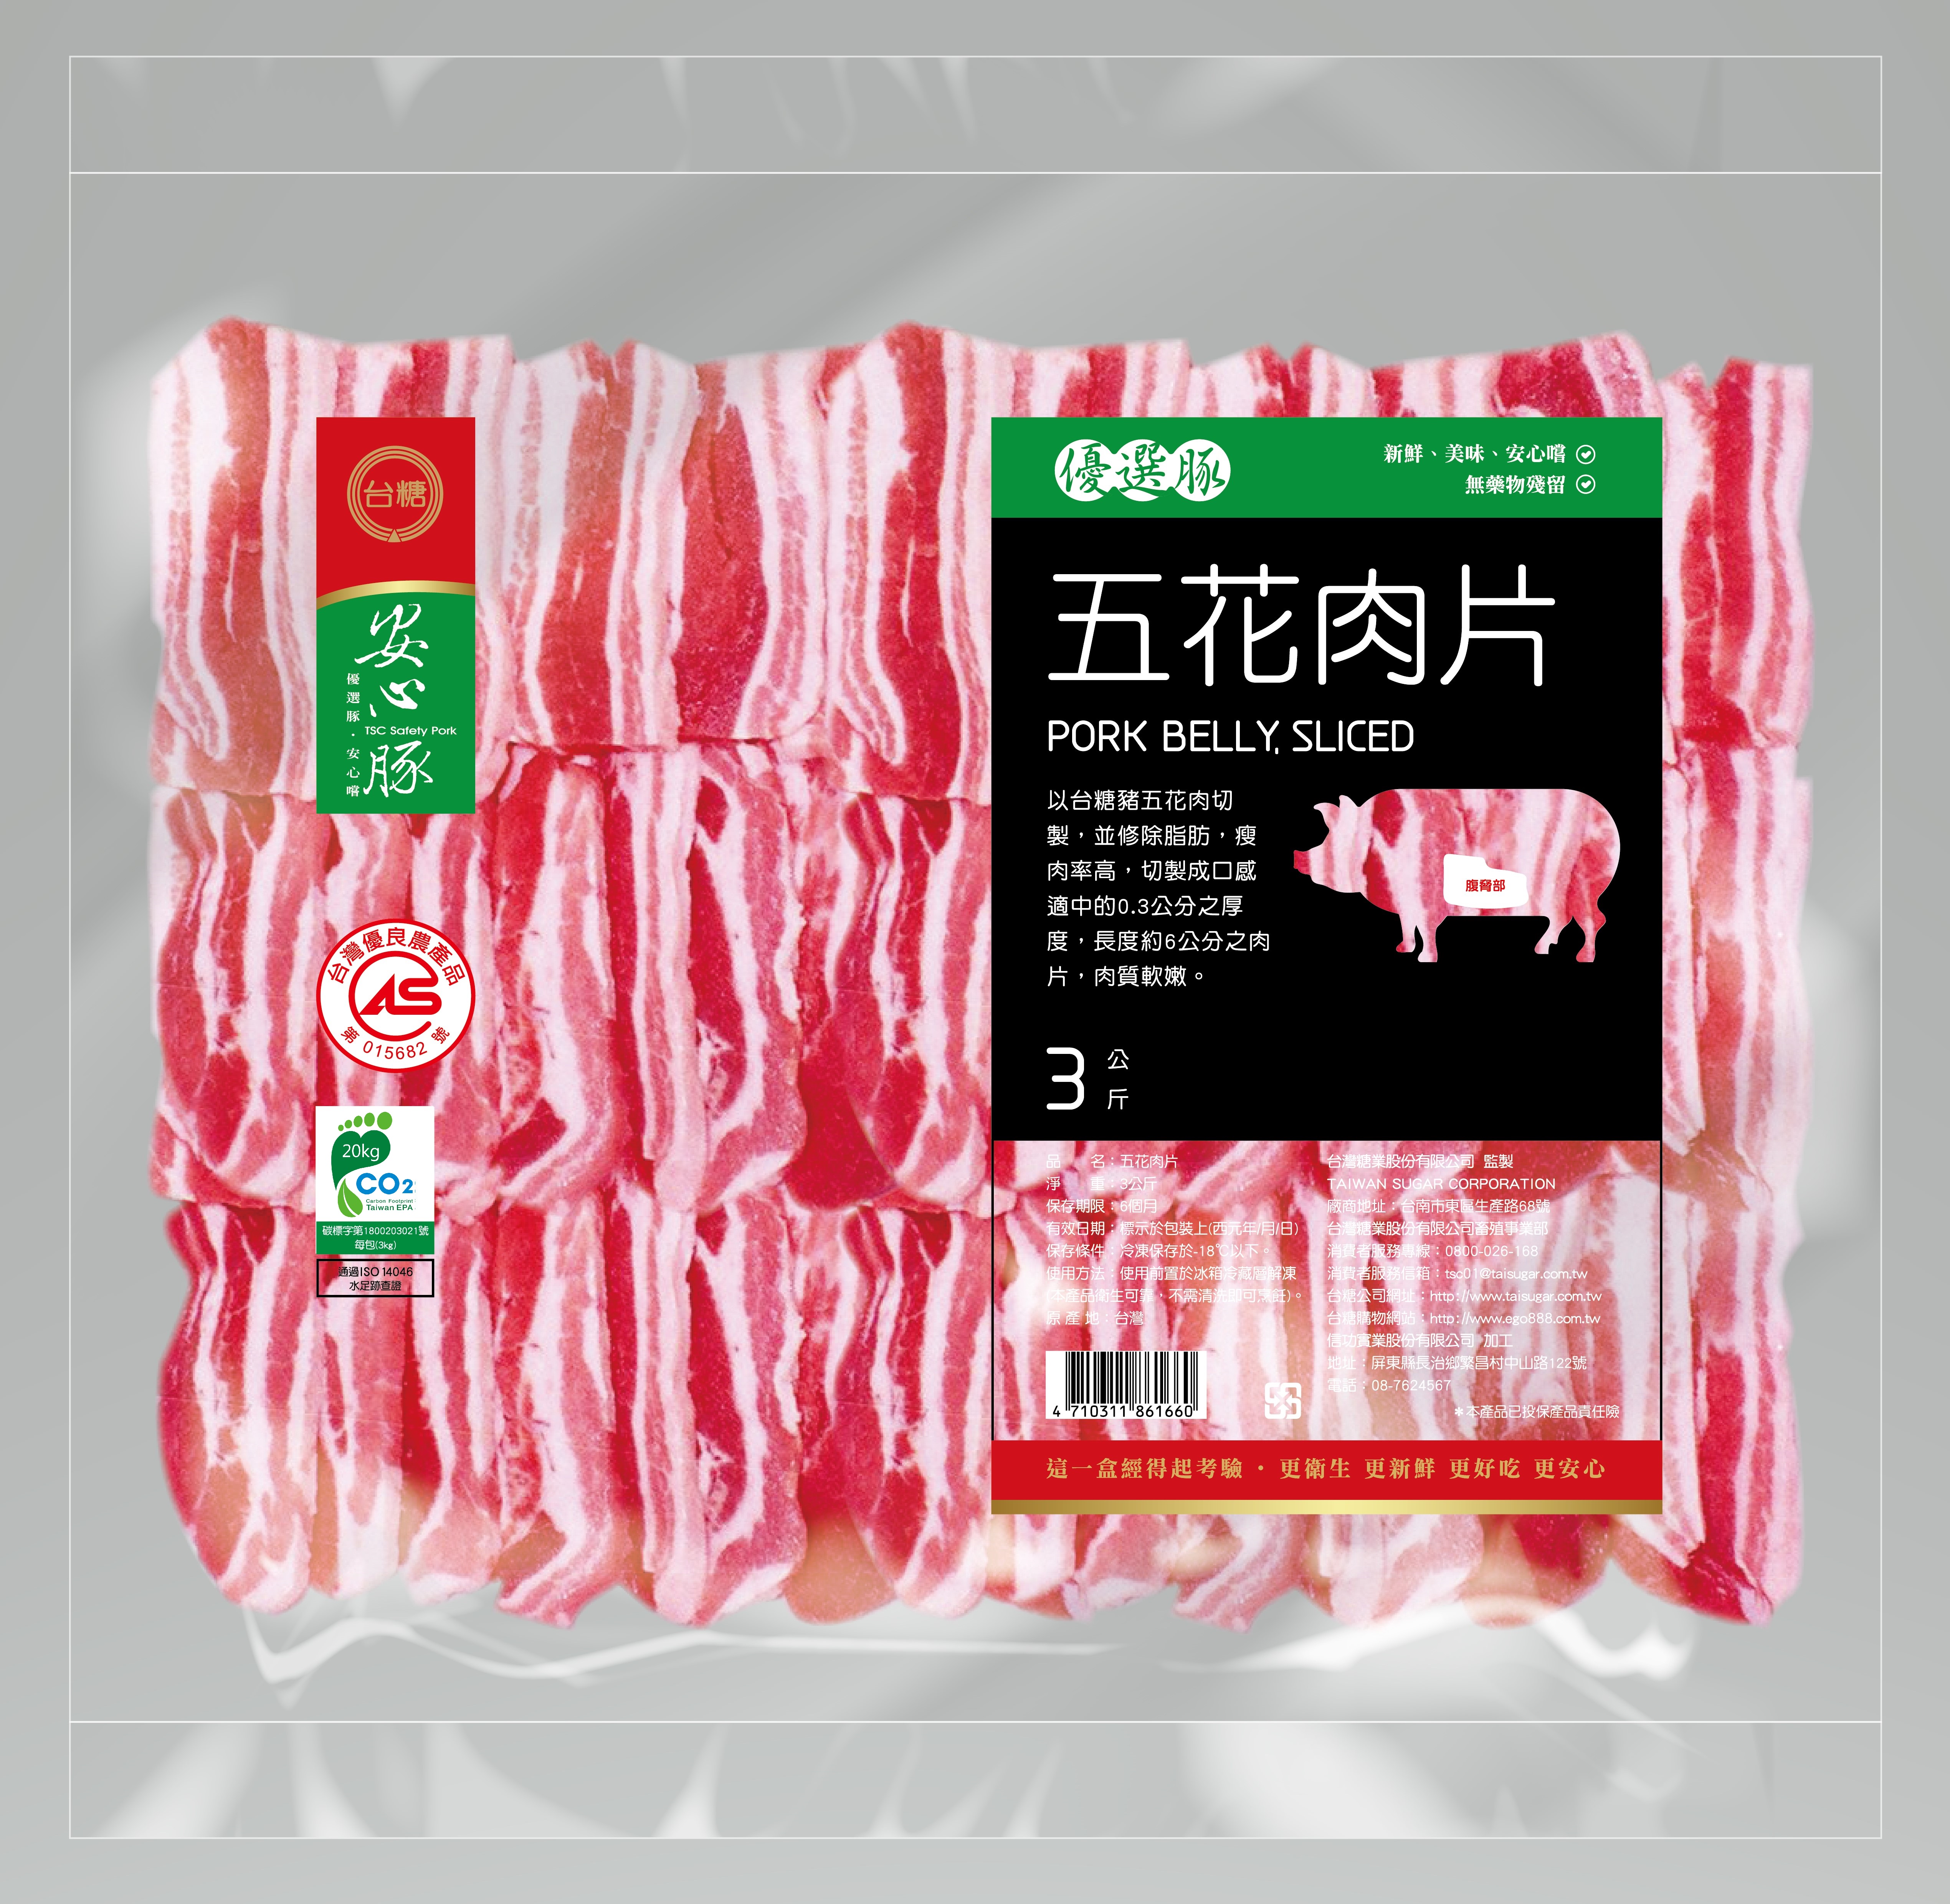 台糖
安心豚
TSC Safety Pork
優選豚・安心嚐
台灣優良農產品
CAS
第 015682 號
20kg
CO2
Carbon Footprint
Taiwan EPA
碳標字第1800203021號
每包(3kg)
通過ISO 14046
水足跡查證
優選豚
新鮮、美味、安心嚐
無藥物殘留
五花肉片
PORK BELLY, SLICED
以台糖豬五花肉切
製，並修除脂肪，瘦
肉率高，切製成口感
適中的0.3公分之厚
度，長度約6公分之肉
片，肉質軟嫩。
腹脅部
3 公斤
品 名：五花肉片
淨 重：3公斤
保存期限：6個月
有效日期：標示於包裝上(西元年/月/日)
保存條件：冷凍保存於-18℃以下。
使用方法：使用前置於冰箱冷藏層解凍
(本產品衛生可靠，不需清洗即可烹飪)。
原 產 地：台灣
4 710311 861660
台灣糖業股份有限公司 監製
TAIWAN SUGAR CORPORATION
廠商地址：台南市東區生產路68號
台灣糖業股份有限公司畜殖事業部
消費者服務專線：0800-026-168
消費者服務信箱：tsc01@taisugar.com.tw
台糖公司網址：http://www.taisugar.com.tw
台糖購物網站：http://www.ego888.com.tw
信功實業股份有限公司 加工
地址：屏東縣長治鄉繁昌村中山路122號
電話：08-7624567
＊本產品已投保產品責任險
這一盒經得起考驗・更衛生 更新鮮 更好吃 更安心